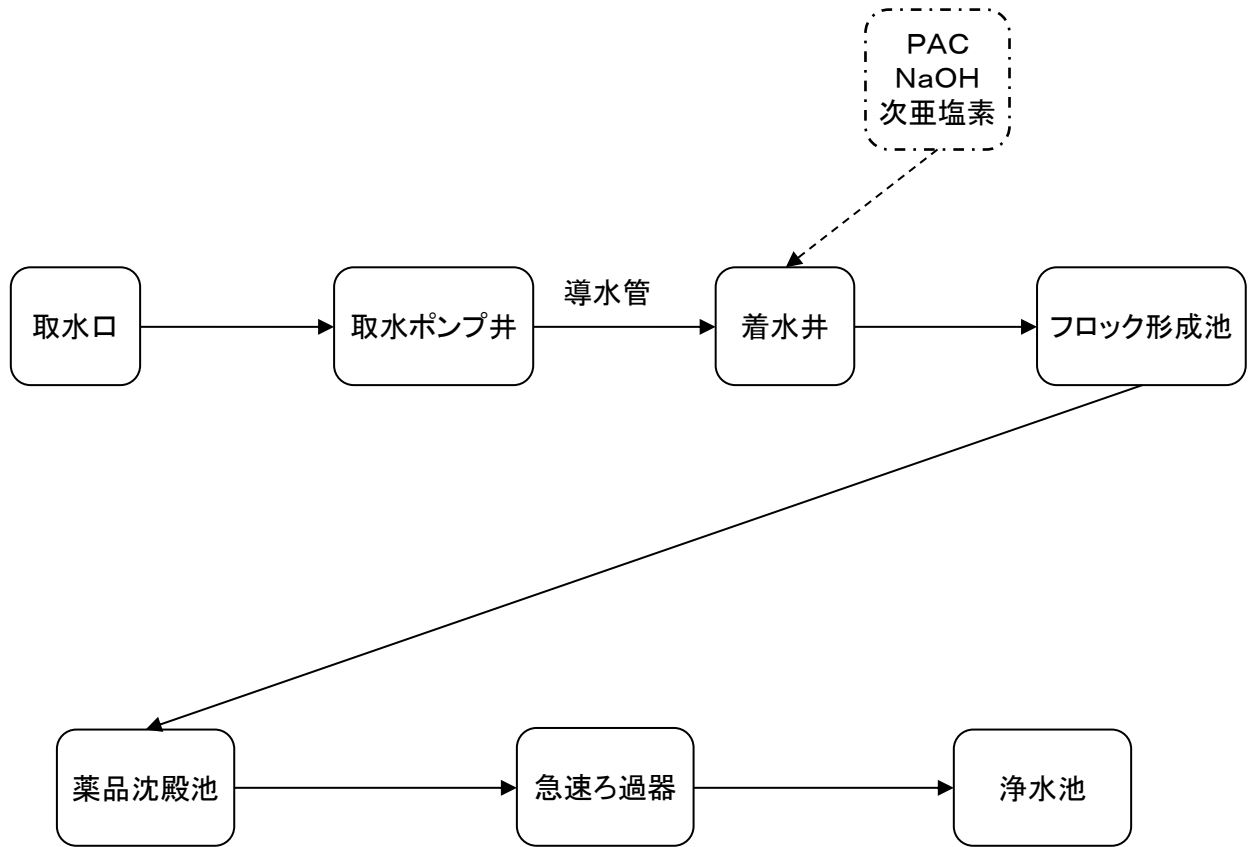 PAC
NaOH
次亜塩素
導水管
取水口
取水ポンプ井
着水井
フロック形成池
薬品沈殿池
急速ろ過器
浄水池